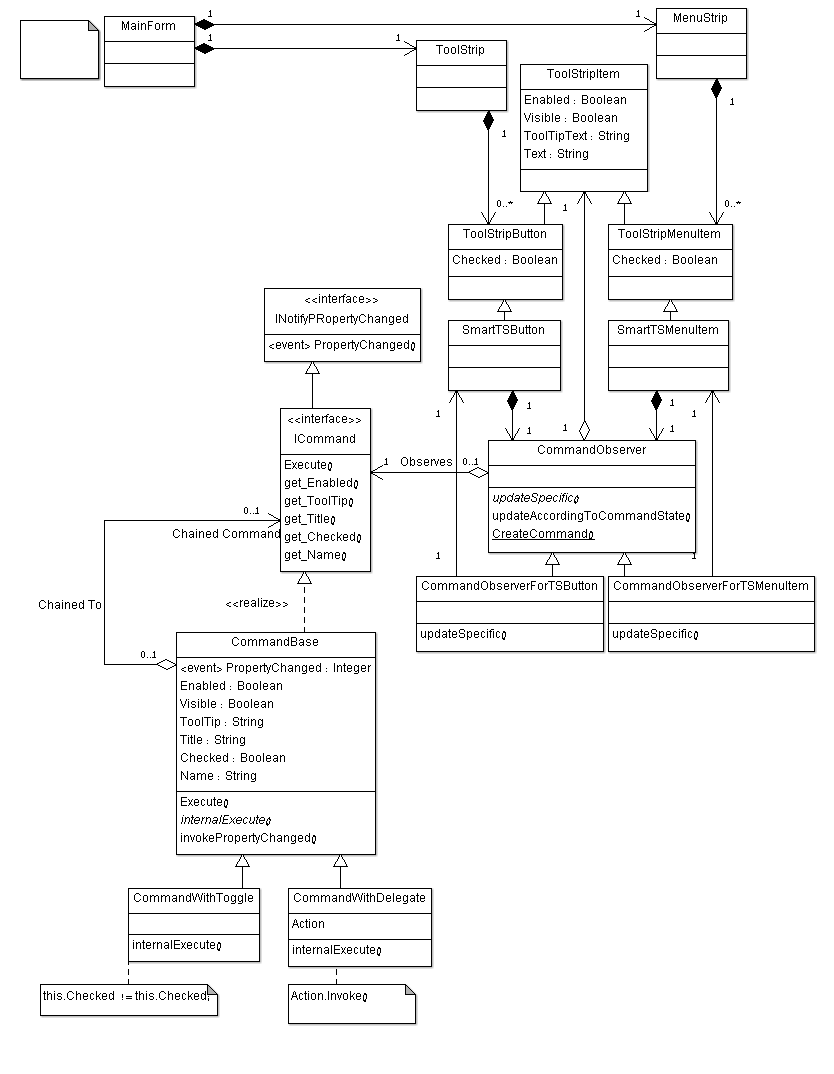 MainForm
1
1
MenuStrip
1
1
ToolStrip
1
1
ToolStripItem
Enabled : Boolean
Visible : Boolean
ToolTipText : String
Text : String
0..*
1
0..*
ToolStripButton
Checked : Boolean
ToolStripMenuItem
Checked : Boolean
<<interface>>
INotifyPRopertyChanged
<event> PropertyChanged()
SmartTSButton
SmartTSMenuItem
1
1
1
1
1
1
1
<<interface>>
ICommand
Execute()
get_Enabled()
get_ToolTip()
get_Title()
get_Checked()
get_Name()
1
Observes
0..1
CommandObserver
updateSpecific()
updateAccordingToCommandState()
CreateCommand()
0..1
Chained Command
1
1
CommandObserverForTSButton
updateSpecific()
CommandObserverForTSMenuItem
updateSpecific()
Chained To
<<realize>>
0..1
CommandBase
<event> PropertyChanged : Integer
Enabled : Boolean
Visible : Boolean
ToolTip : String
Title : String
Checked : Boolean
Name : String
Execute()
internalExecute()
invokePropertyChanged()
CommandWithToggle
internalExecute()
CommandWithDelegate
Action
internalExecute()
this.Checked != this.Checked;
Action.Invoke()